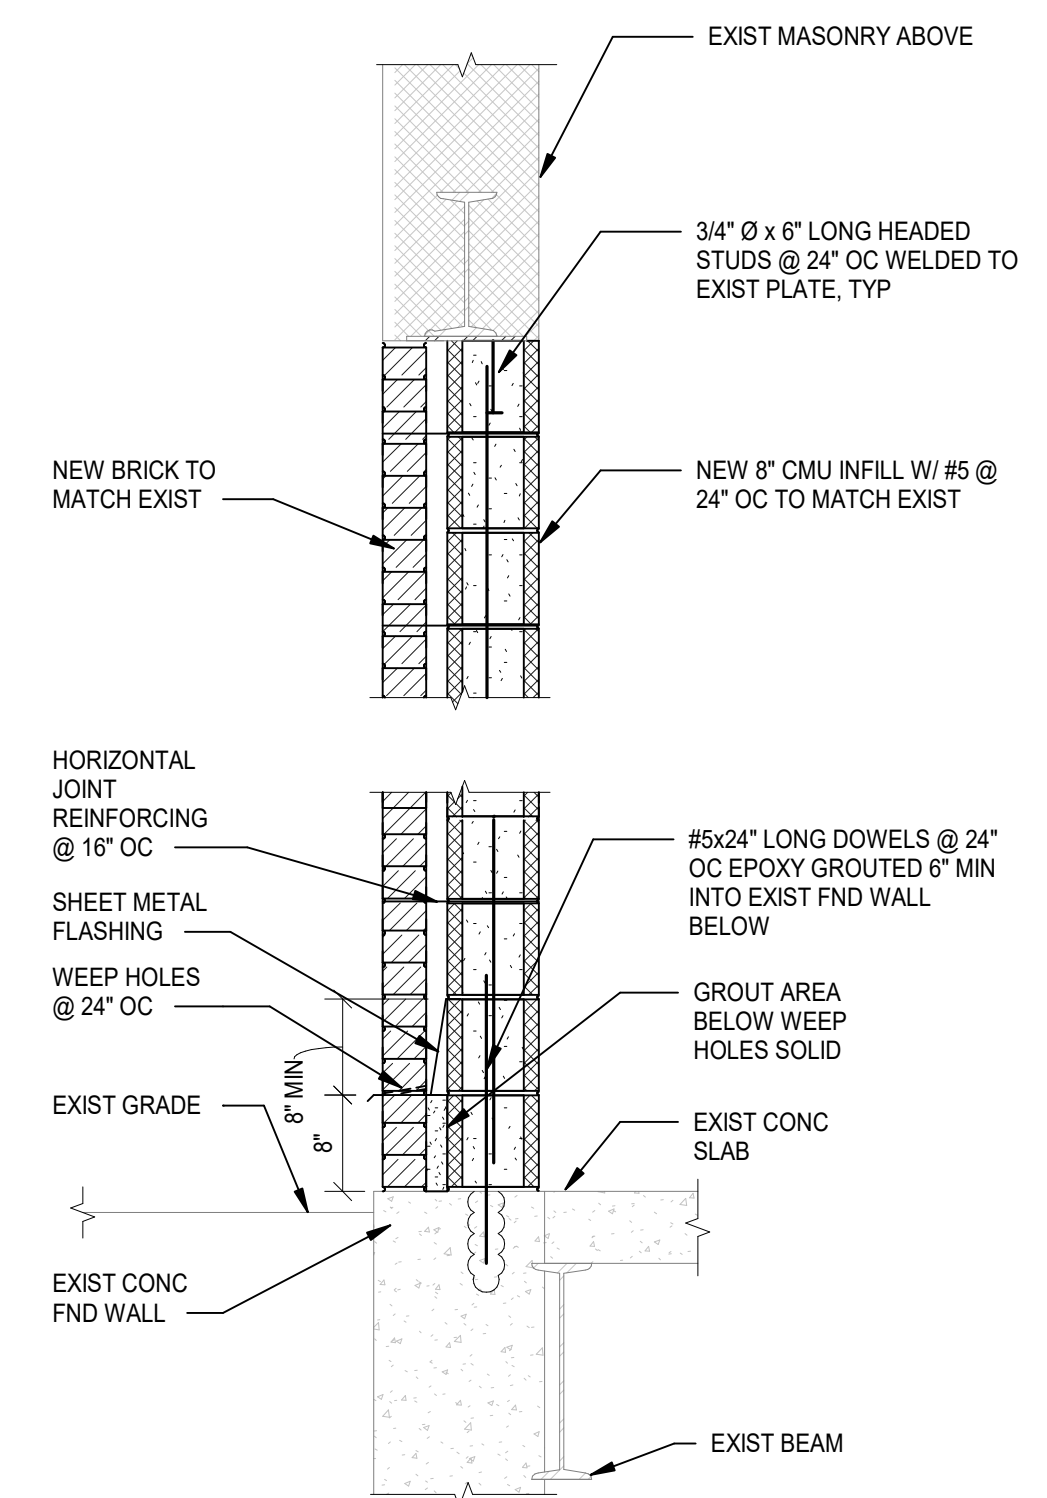 EXIST MASONRY ABOVE
3/4" Ø x 6" LONG HEADED
STUDS @ 24" OC WELDED TO
EXIST PLATE, TYP
NEW BRICK TO
MATCH EXIST
NEW 8" CMU INFILL W/ #5 @
24" OC TO MATCH EXIST
HORIZONTAL
JOINT
REINFORCING
@ 16" OC
#5x24" LONG DOWELS @ 24"
OC EPOXY GROUTED 6" MIN
INTO EXIST FND WALL
BELOW
SHEET METAL
FLASHING
WEEP HOLES
@ 24" OC
GROUT AREA
BELOW WEEP
HOLES SOLID
8" MIN
8"
EXIST GRADE
EXIST CONC
SLAB
EXIST CONC
FND WALL
EXIST BEAM